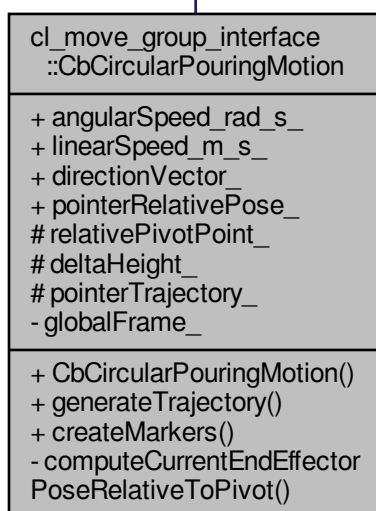 cl_move_group_interface
::CbCircularPouringMotion
+ angularSpeed_rad_s_
+ linearSpeed_m_s_
+ directionVector_
+ pointerRelativePose_
# relativePivotPoint_
# deltaHeight_
# pointerTrajectory_
- globalFrame_
+ CbCircularPouringMotion()
+ generateTrajectory()
+ createMarkers()
- computeCurrentEndEffector
PoseRelativeToPivot()